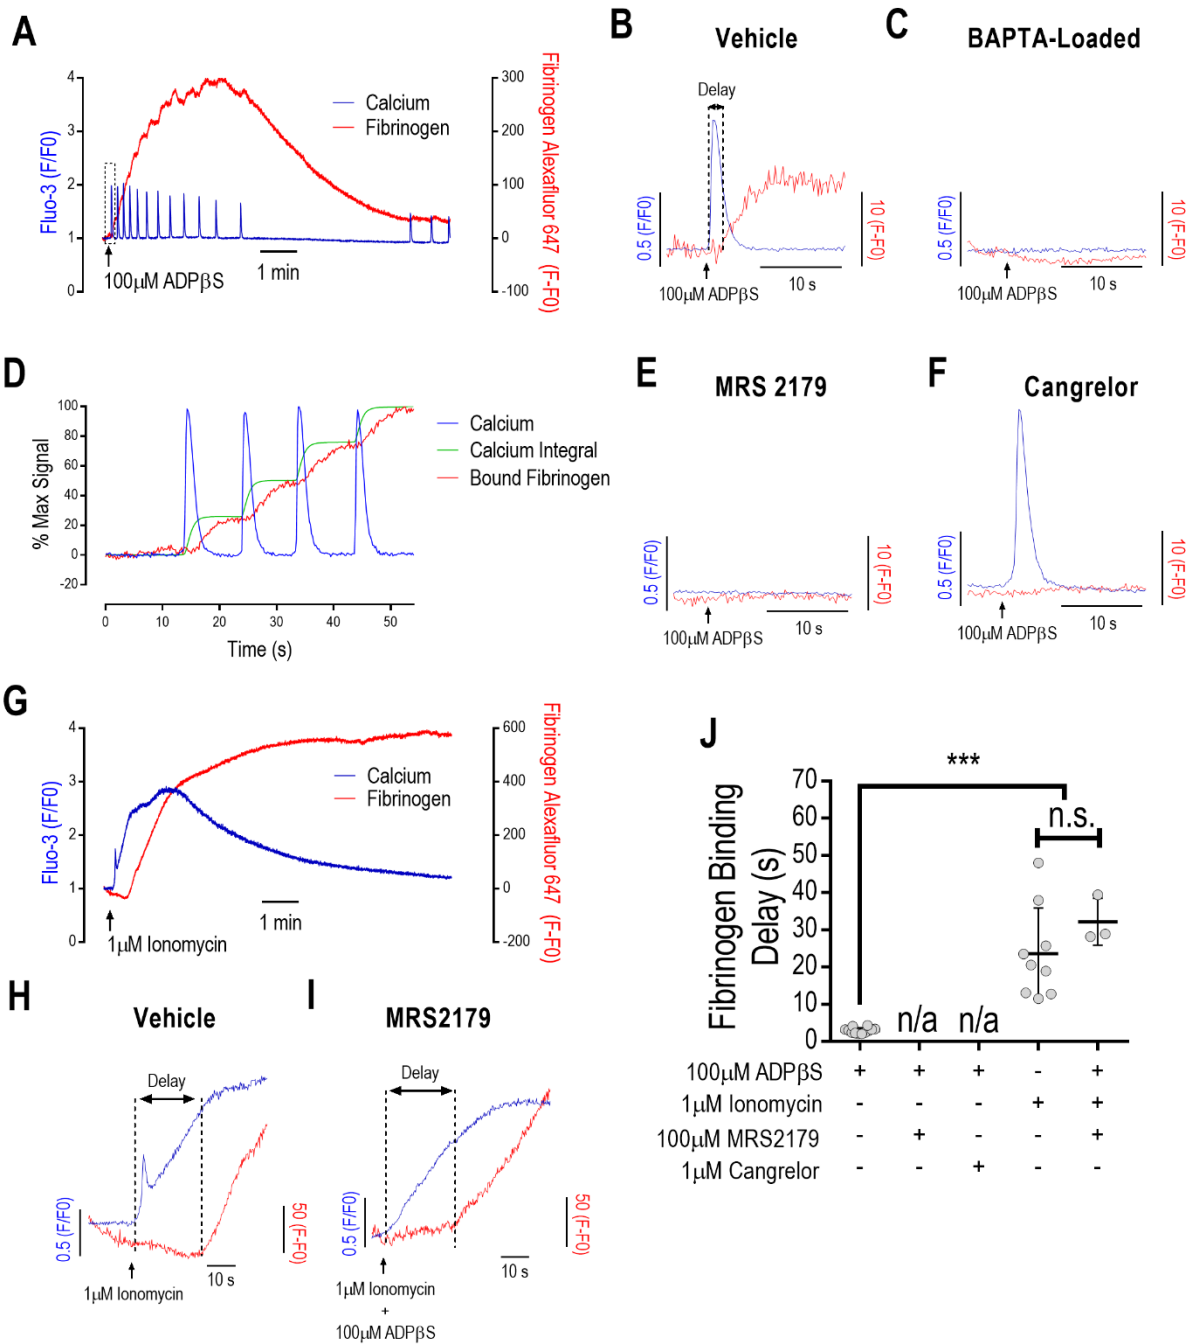 A
4
3
2
1
0
Fluo-3 (F/F0)
300
200
100
0
-100
Fibrinogen Alexafluor 647 (F-F0)
Calcium
Fibrinogen
1 min
100μM ADPβS
B
Vehicle
Delay
0.5 (F/F0)
10 (F-F0)
100μM ADPβS
10 s
C
BAPTA-Loaded
0.5 (F/F0)
10 (F-F0)
100μM ADPβS
10 s
D
100
80
60
40
20
0
-20
% Max Signal
Calcium
Calcium Integral
Bound Fibrinogen
0 10 20 30 40 50
Time (s)
E
MRS 2179
0.5 (F/F0)
10 (F-F0)
100μM ADPβS
10 s
F
Cangrelor
0.5 (F/F0)
10 (F-F0)
100μM ADPβS
10 s
G
4
3
2
1
0
Fluo-3 (F/F0)
600
400
200
0
-200
Fibrinogen Alexafluor 647 (F-F0)
Calcium
Fibrinogen
1 min
1μM Ionomycin
H
Vehicle
Delay
0.5 (F/F0)
50 (F-F0)
10 s
1μM Ionomycin
I
MRS2179
Delay
0.5 (F/F0)
50 (F-F0)
10 s
1μM Ionomycin
+
100μM ADPβS
J
***
n.s.
70
60
50
40
30
20
10
0
Fibrinogen Binding
Delay (s)
n/a n/a
100μM ADPβS + + + - +
1μM Ionomycin - - - + +
100μM MRS2179 - + - - +
1μM Cangrelor - - + - -